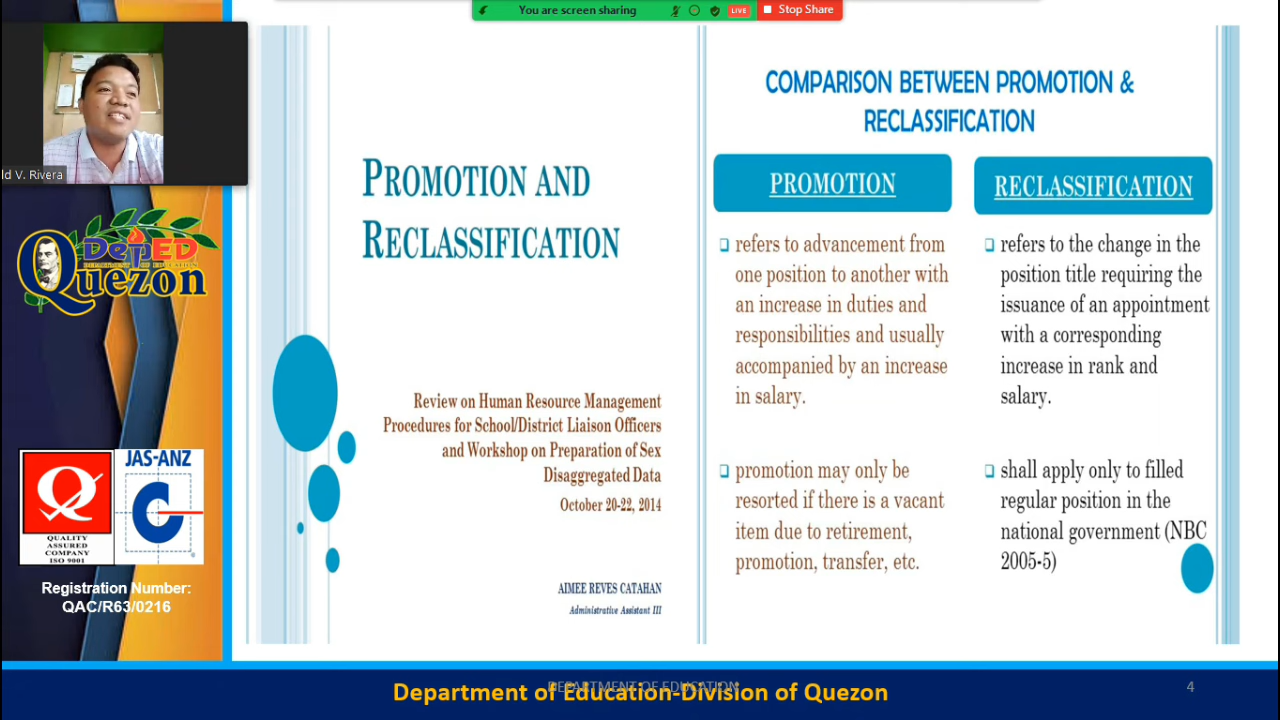 You are screen sharing
LIVE
Stop Share
ld V. Rivera
DepED
DEPARTMENT OF EDUCATION
Quezon
QUALITY
ASSURED
COMPANY
ISO 9001
JAS-ANZ
Registration Number:
QAC/R63/0216
PROMOTION AND
RECLASSIFICATION
Review on Human Resource Management
Procedures for School/District Liaison Officers
and Workshop on Preparation of Sex
Disaggregated Data
October 20-22, 2014
AIMEE REVES CATAHAN
Administrative Assistant III
COMPARISON BETWEEN PROMOTION &
RECLASSIFICATION
PROMOTION
refers to advancement from
one position to another with
an increase in duties and
responsibilities and usually
accompanied by an increase
in salary.
promotion may only be
resorted if there is a vacant
item due to retirement,
promotion, transfer, etc.
RECLASSIFICATION
refers to the change in the
position title requiring the
issuance of an appointment
with a corresponding
increase in rank and
salary.
shall apply only to filled
regular position in the
national government (NBC
2005-5)
DEPARTMENT OF EDUCATION
Department of Education-Division of Quezon
4